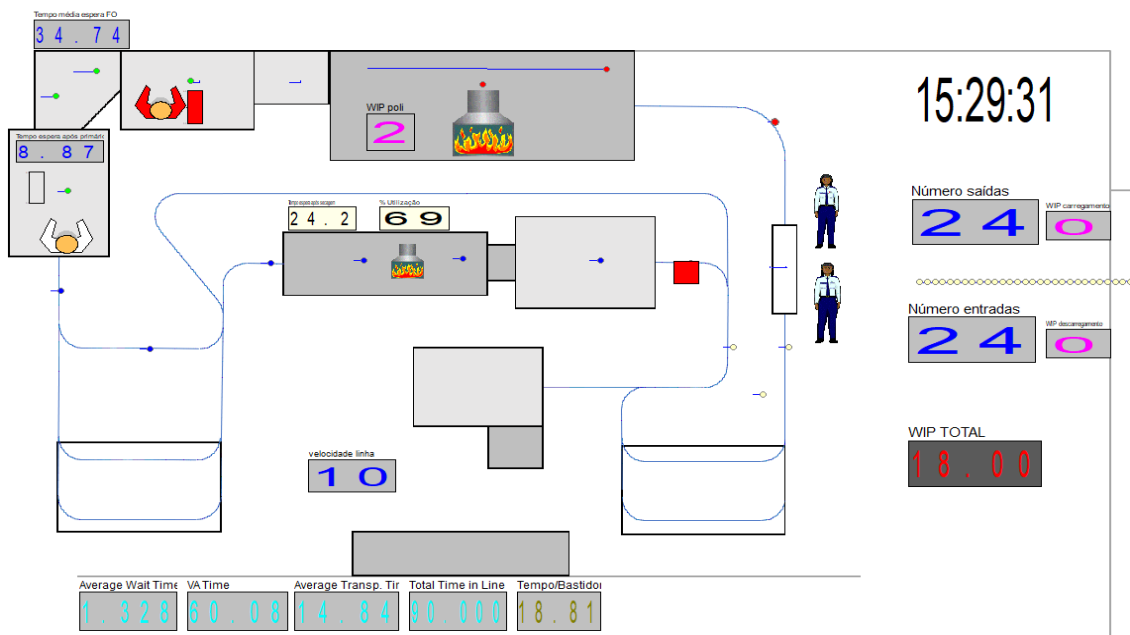 Tempo média espera FO
34.74
15:29:31
WIP poli
2
Tempo espera após primário
8.87
Número saídas
24
WIP carregamento
0
Tempo espera após secagem
24.2
% Utilização
69
Número entradas
24
WIP descarregamento
0
WIP TOTAL
18.00
velocidade linha
10
Average Wait Time
1.328
VA Time
60.08
Average Transp. Tir
14.84
Total Time in Line
90.000
Tempo/Bastidor
18.81